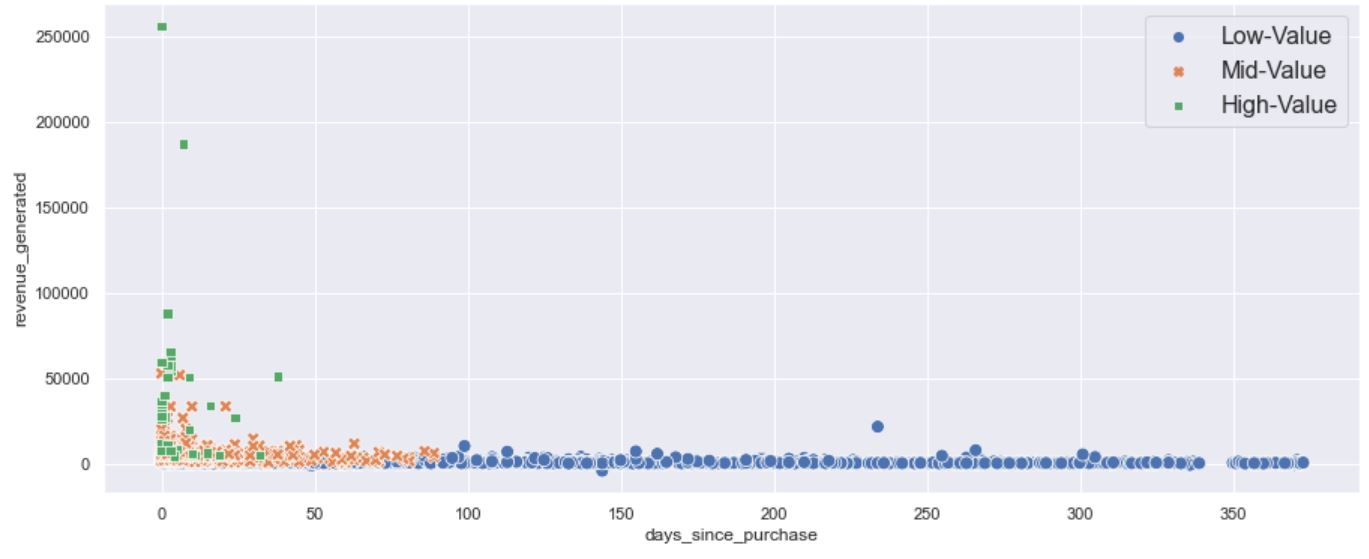 250000
200000
150000
100000
50000
0
revenue_generated
0 50 100 150 200 250 300 350
days_since_purchase
Low-Value
Mid-Value
High-Value